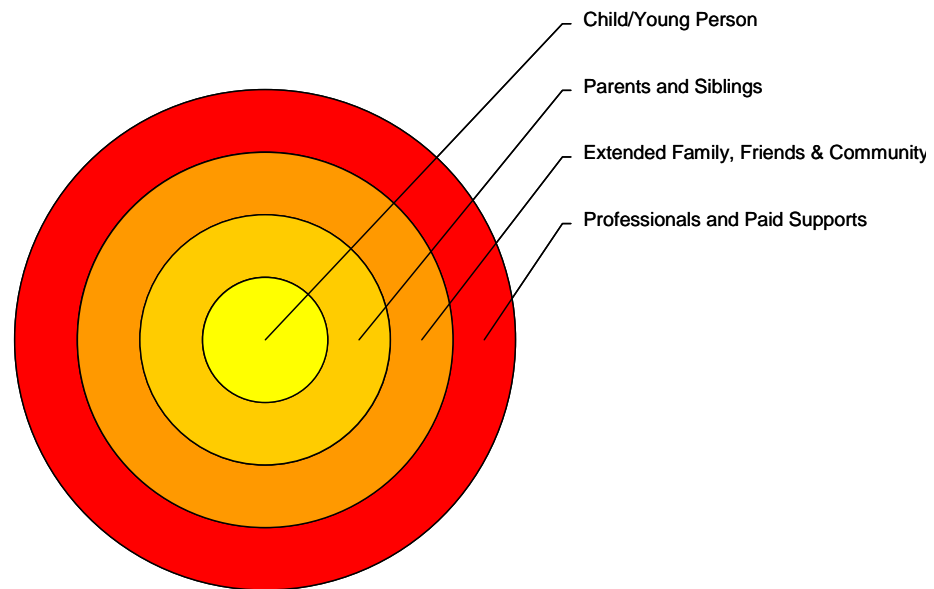 Child/Young Person
Parents and Siblings
Extended Family, Friends & Community
Professionals and Paid Supports